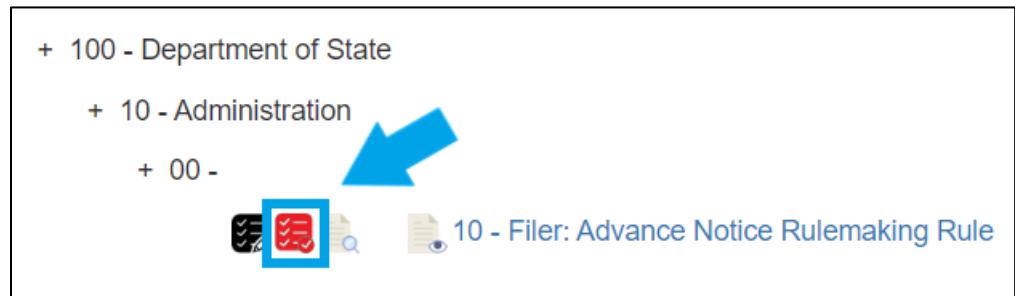 + 100 - Department of State
+ 10 - Administration
+ 00 -
10 - Filer: Advance Notice Rulemaking Rule